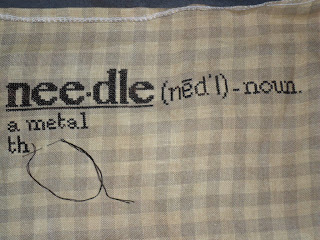 nee·dle (nēd'l)-noun.
a metal
th